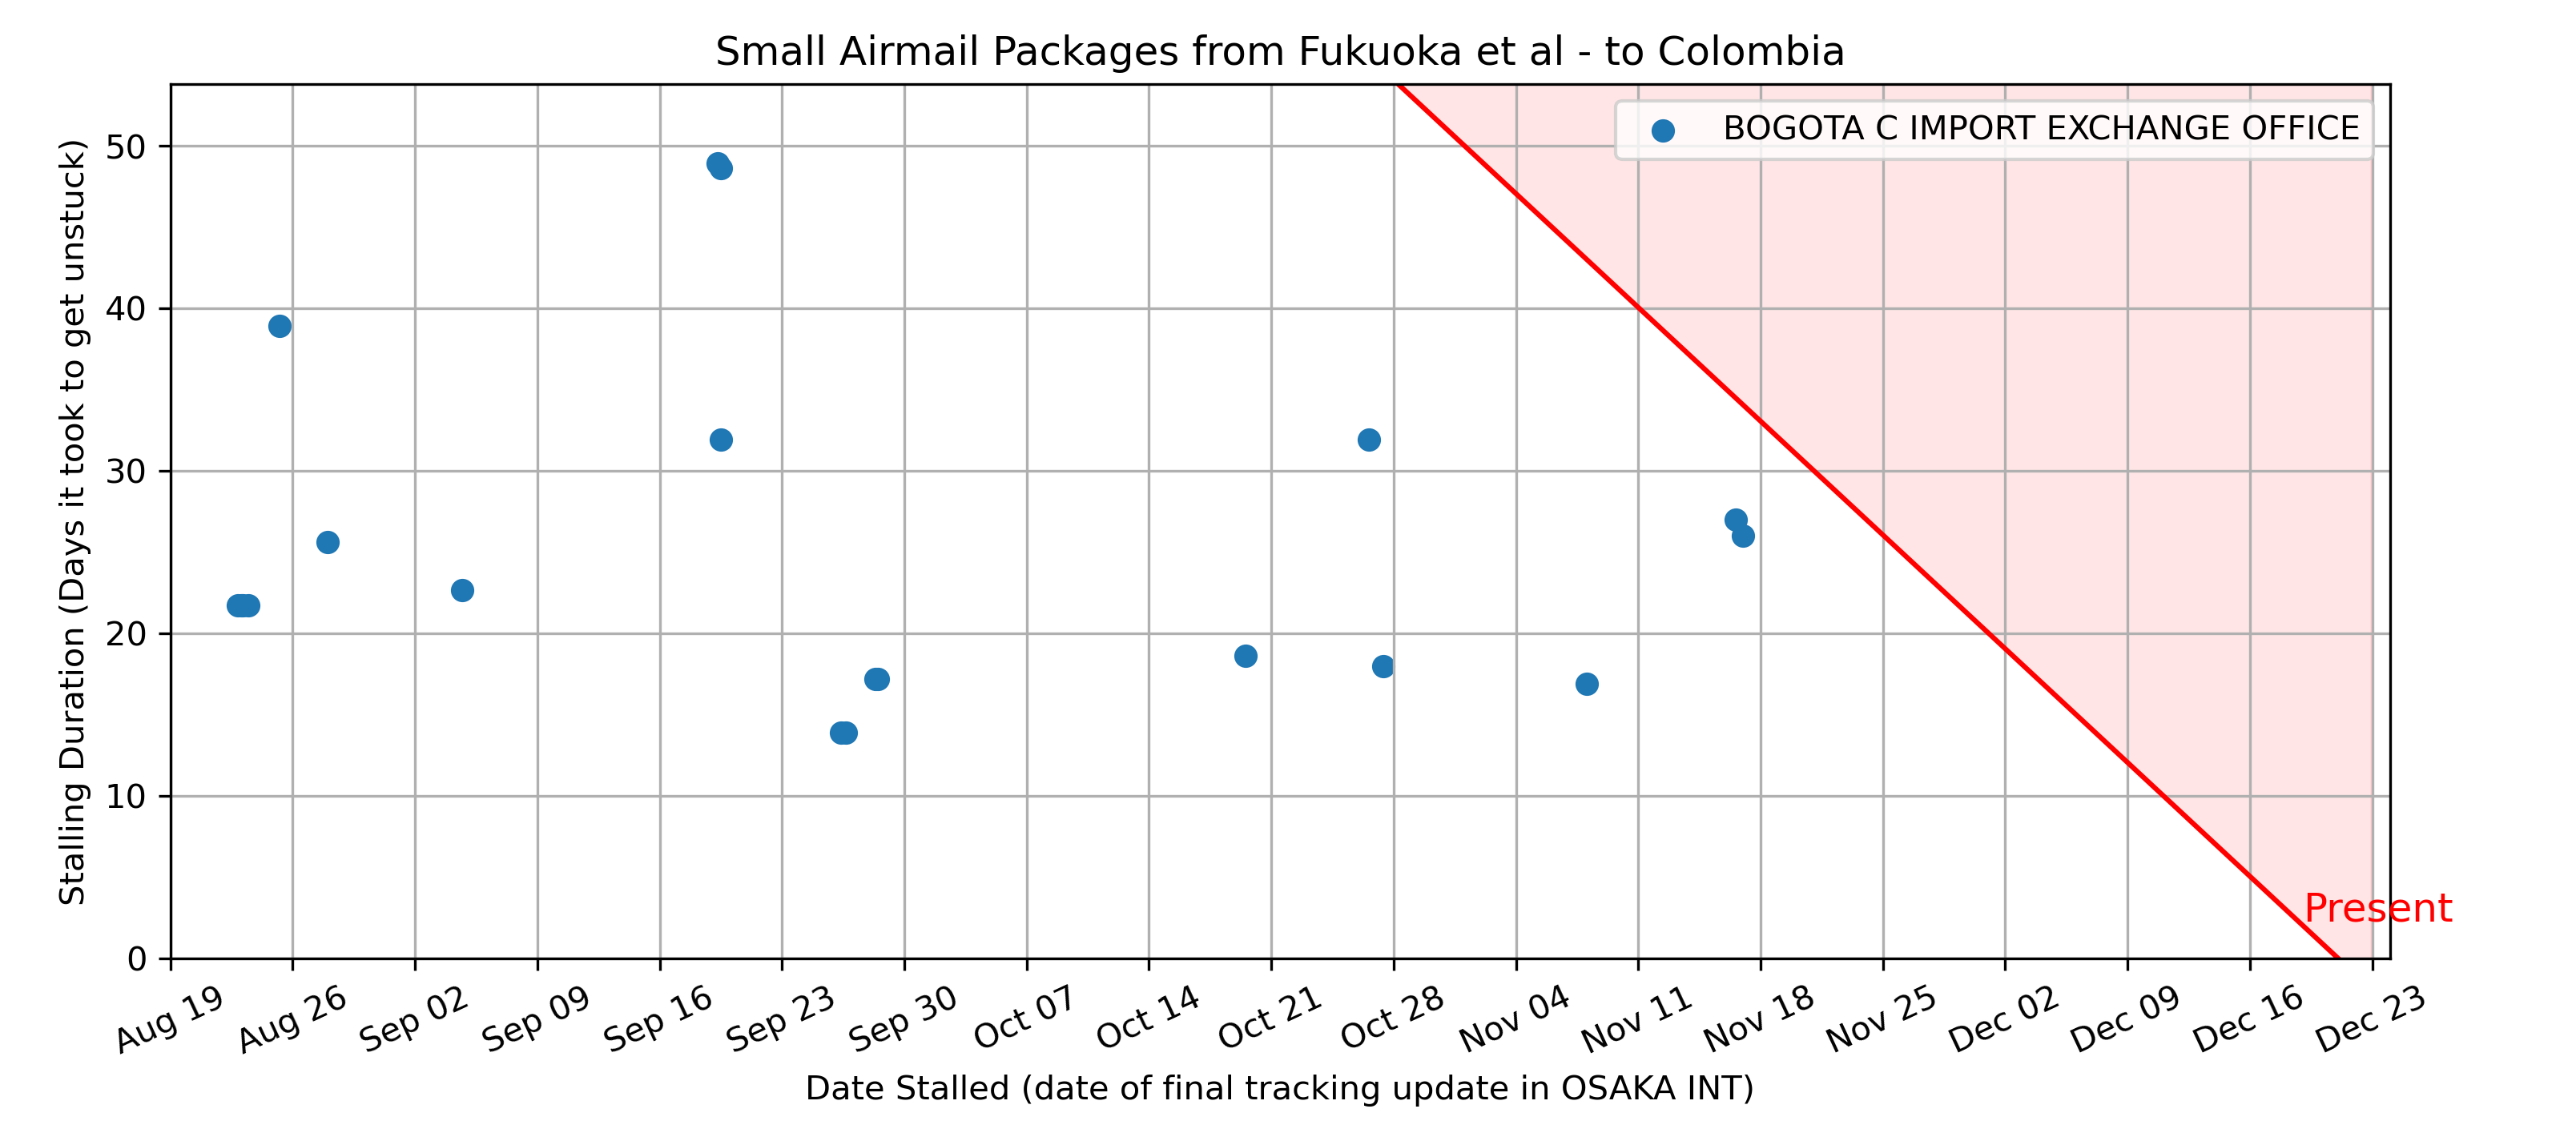 Small Airmail Packages from Fukuoka et al - to Colombia
BOGOTA C IMPORT EXCHANGE OFFICE
Stalling Duration (Days it took to get unstuck)
50
40
30
20
10
0
Present
Aug 19
Aug 26
Sep 02
Sep 09
Sep 16
Sep 23
Sep 30
Oct 07
Oct 14
Oct 21
Oct 28
Nov 04
Nov 11
Nov 18
Nov 25
Dec 02
Dec 09
Dec 16
Dec 23
Date Stalled (date of final tracking update in OSAKA INT)